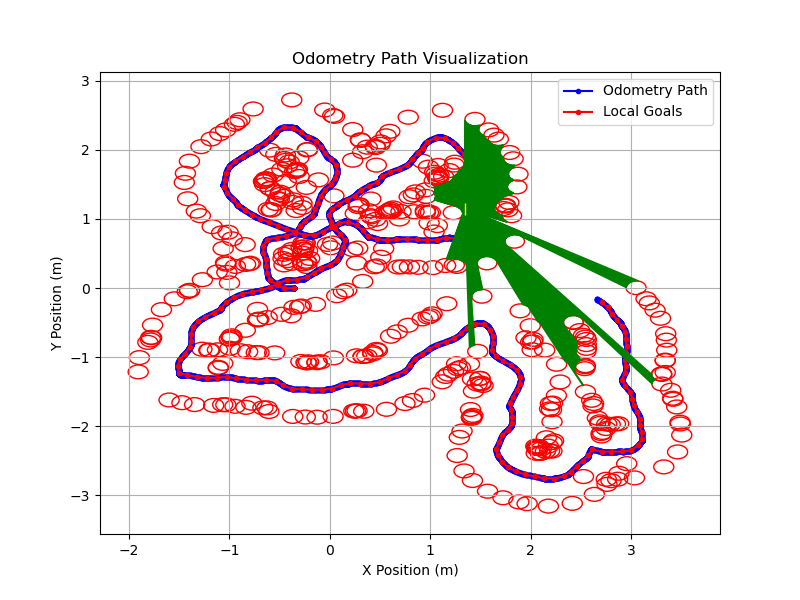 Odometry Path Visualization
Odometry Path
Local Goals
Y Position (m)
3
2
1
0
−1
−2
−3
−2
−1
0
1
2
3
X Position (m)